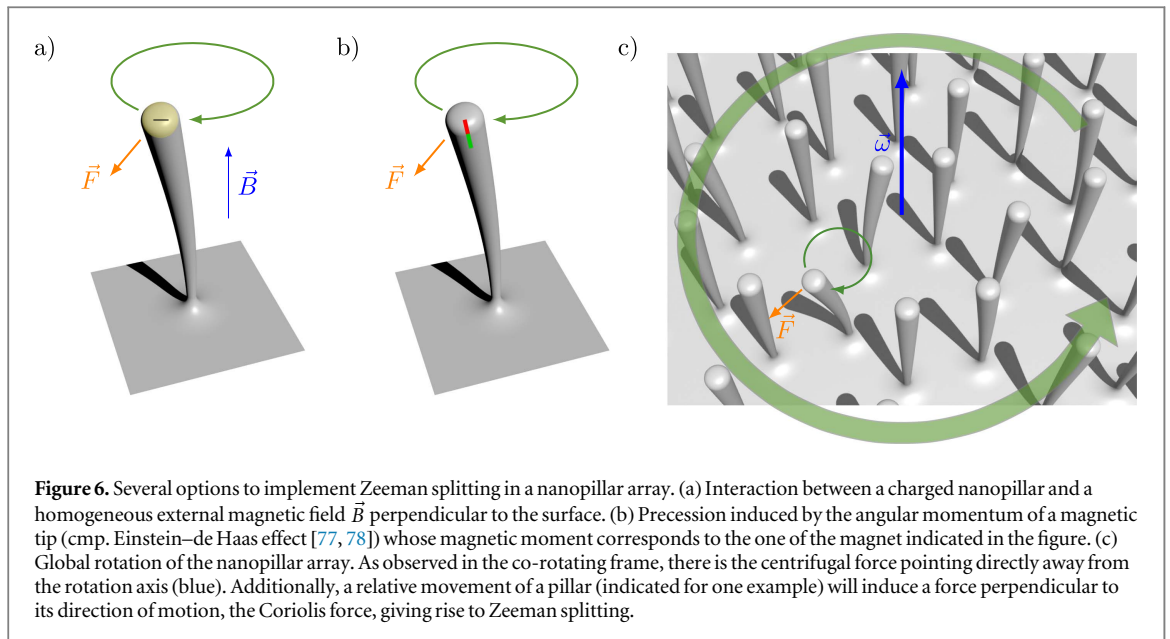 a)
b)
c)
−
F⃗
B⃗
F⃗
ω⃗
F⃗
Figure 6. Several options to implement Zeeman splitting in a nanopillar array. (a) Interaction between a charged nanopillar and a
homogeneous external magnetic field B⃗ perpendicular to the surface. (b) Precession induced by the angular momentum of a magnetic
tip (cmp. Einstein–de Haas effect [77, 78]) whose magnetic moment corresponds to the one of the magnet indicated in the figure. (c)
Global rotation of the nanopillar array. As observed in the co-rotating frame, there is the centrifugal force pointing directly away from
the rotation axis (blue). Additionally, a relative movement of a pillar (indicated for one example) will induce a force perpendicular to
its direction of motion, the Coriolis force, giving rise to Zeeman splitting.